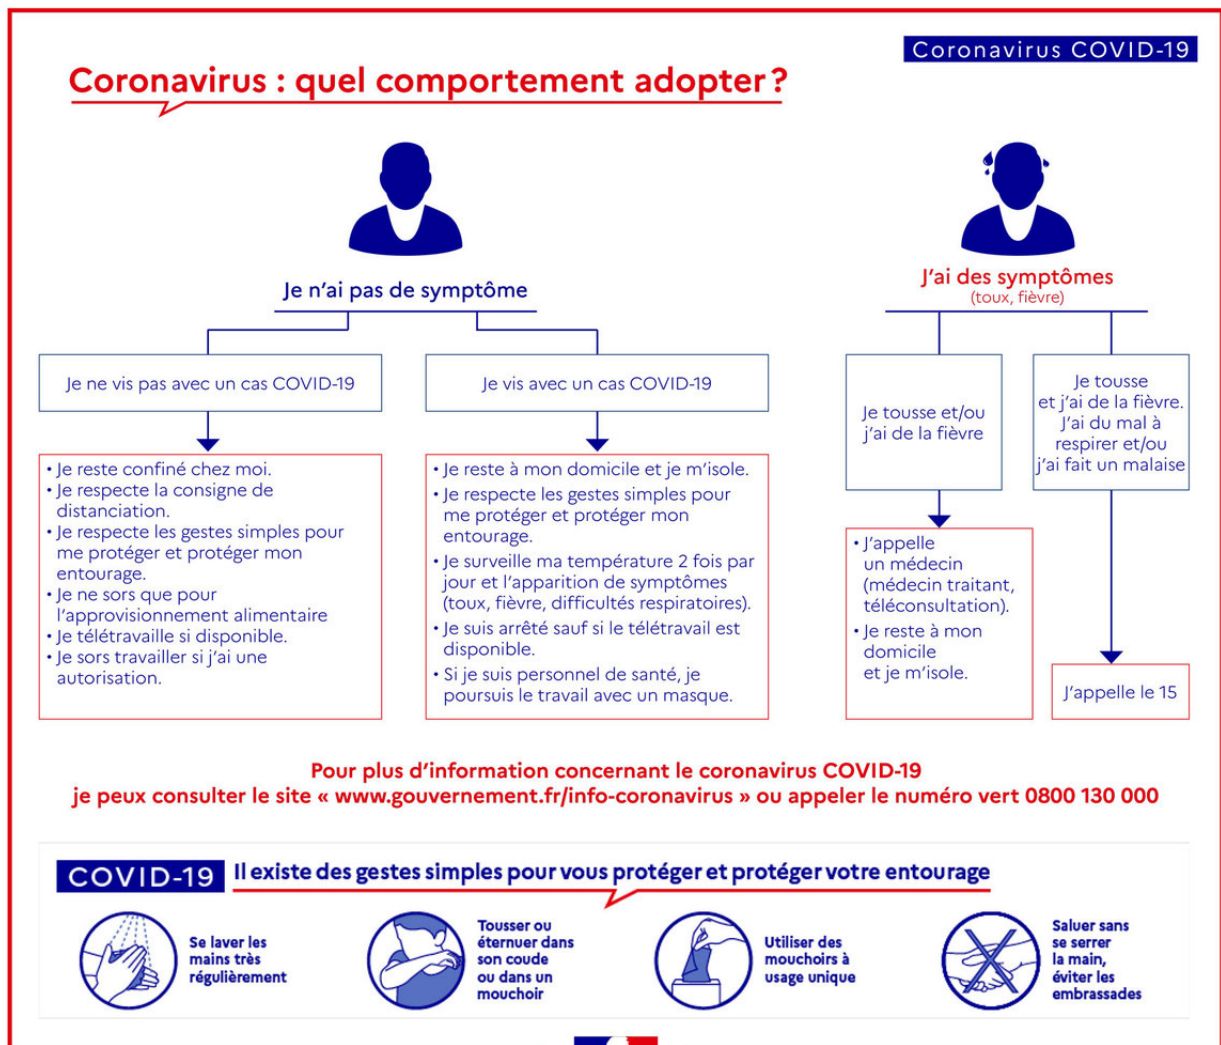 Coronavirus COVID-19
Coronavirus : quel comportement adopter ?
Je n'ai pas de symptôme
Je ne vis pas avec un cas COVID-19
• Je reste confiné chez moi.
• Je respecte la consigne de
distanciation.
• Je respecte les gestes simples pour
me protéger et protéger mon
entourage.
• Je ne sors que pour
l'approvisionnement alimentaire
• Je télétravaille si disponible.
• Je sors travailler si j'ai une
autorisation.
Je vis avec un cas COVID-19
• Je reste à mon domicile et je m'isole.
• Je respecte les gestes simples pour
me protéger et protéger mon
entourage.
• Je surveille ma température 2 fois par
jour et l'apparition de symptômes
(toux, fièvre, difficultés respiratoires).
• Je suis arrêté sauf si le télétravail est
disponible.
• Si je suis personnel de santé, je
poursuis le travail avec un masque.
J'ai des symptômes
(toux, fièvre)
Je tousse et/ou
j'ai de la fièvre
• J'appelle
un médecin
(médecin traitant,
téléconsultation).
• Je reste à mon
domicile
et je m'isole.
Je tousse
et j'ai de la fièvre.
J'ai du mal à
respirer et/ou
j'ai fait un malaise
J'appelle le 15
Pour plus d'information concernant le coronavirus COVID-19
je peux consulter le site « www.gouvernement.fr/info-coronavirus » ou appeler le numéro vert 0800 130 000
COVID-19 Il existe des gestes simples pour vous protéger et protéger votre entourage
Se laver les
mains très
régulièrement
Tousser ou
éternuer dans
son coude
ou dans un
mouchoir
Utiliser des
mouchoirs à
usage unique
Saluer sans
se serrer
la main,
éviter les
embrassades